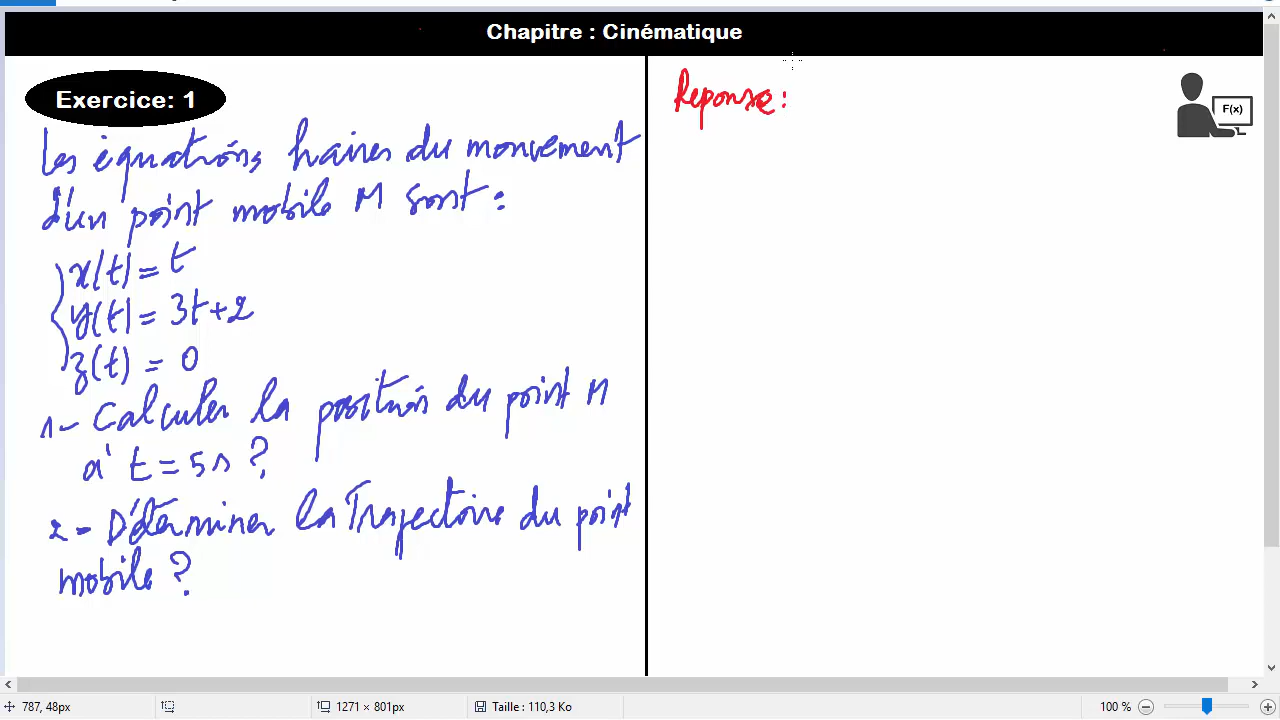 Chapitre : Cinématique
Exercice: 1
Les équations horaires du mouvement
d'un point mobile M sont :
x(t) = t
y(t) = 3t+2
z(t) = 0
1- Calculer la position du point M
à t = 5s ?
2- Déterminer la Trajectoire du point
mobile ?
Reponse :
F(x)
787, 48px
1271 × 801px
Taille : 110,3 Ko
100 %